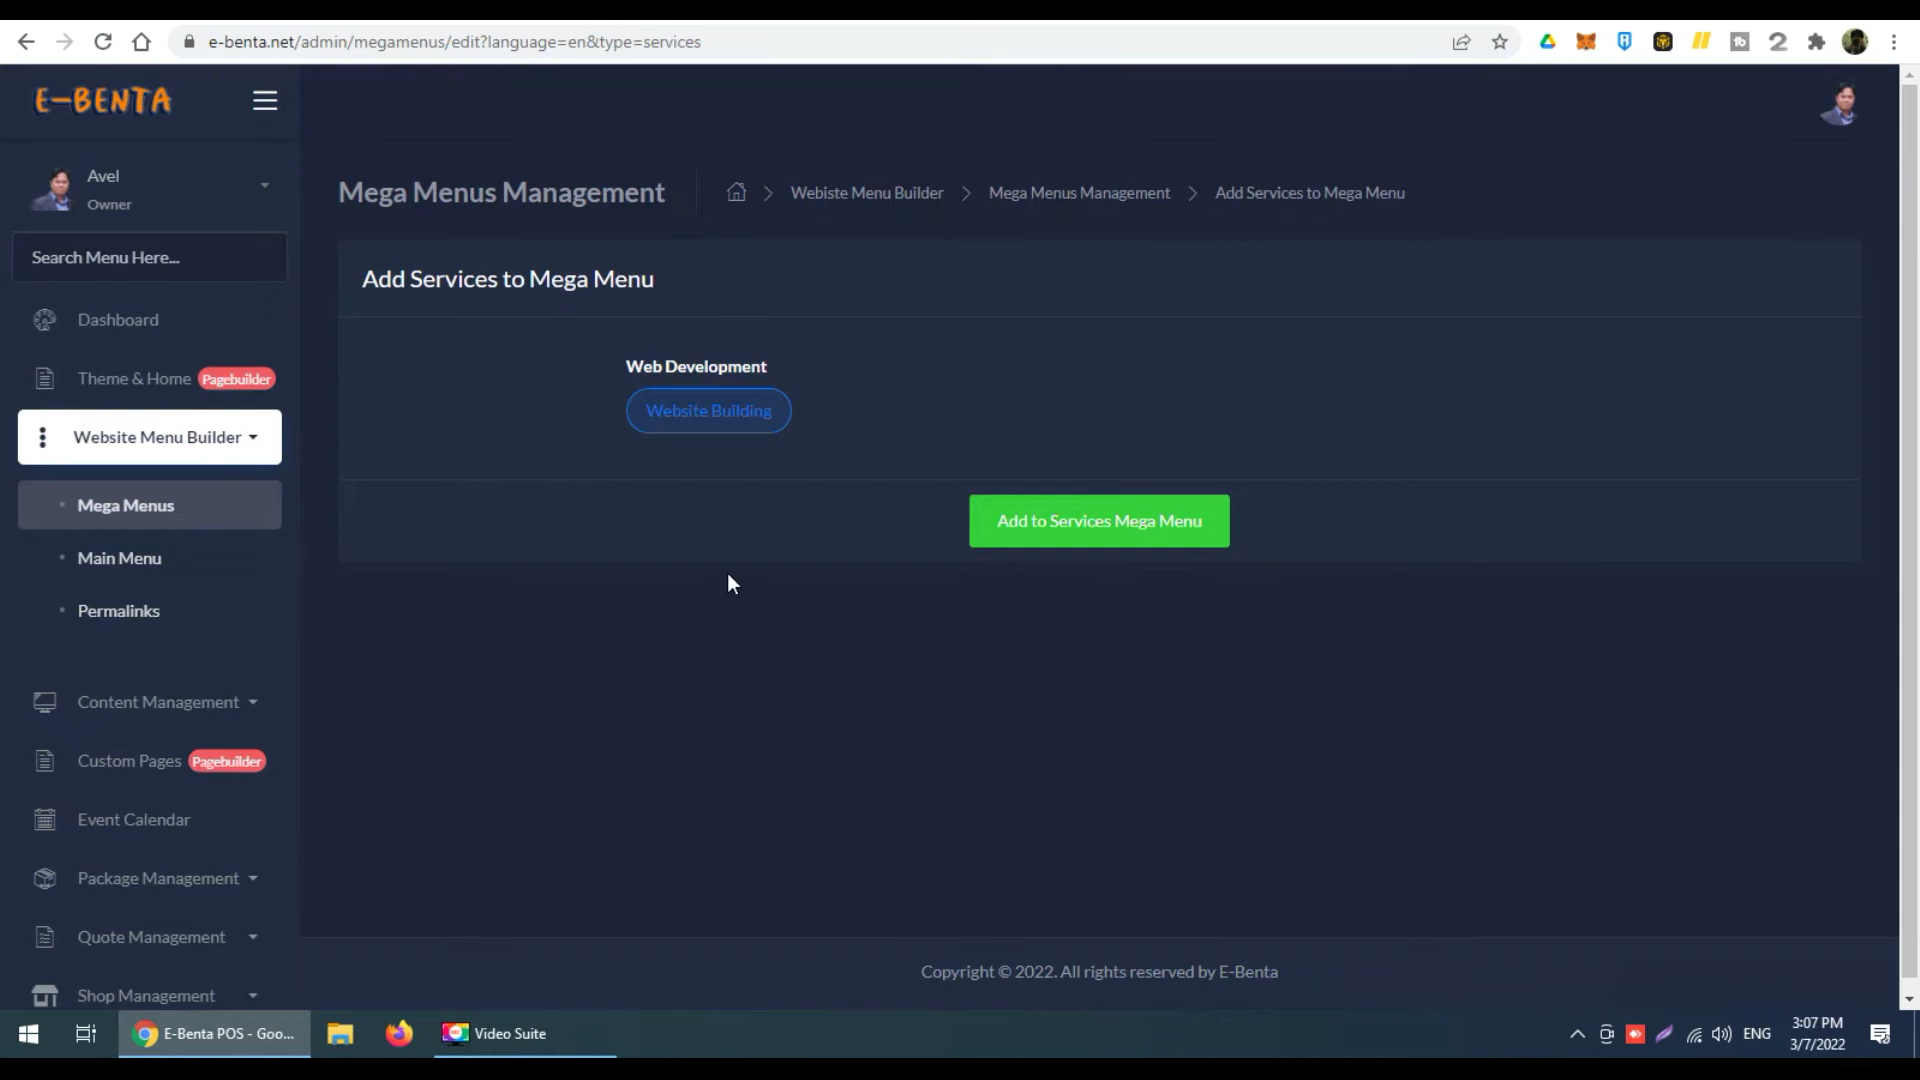 e-benta.net/admin/megamenus/edit?language=en&type=services
E-BENTA
Avel
Owner
Search Menu Here...
Dashboard
Theme & Home Pagebuilder
Website Menu Builder
Mega Menus
Main Menu
Permalinks
Content Management
Custom Pages Pagebuilder
Event Calendar
Package Management
Quote Management
Shop Management
Mega Menus Management
Webiste Menu Builder
Mega Menus Management
Add Services to Mega Menu
Add Services to Mega Menu
Web Development
Website Building
Add to Services Mega Menu
Copyright © 2022. All rights reserved by E-Benta
E-Benta POS - Goo...
Video Suite
ENG
3:07 PM
3/7/2022